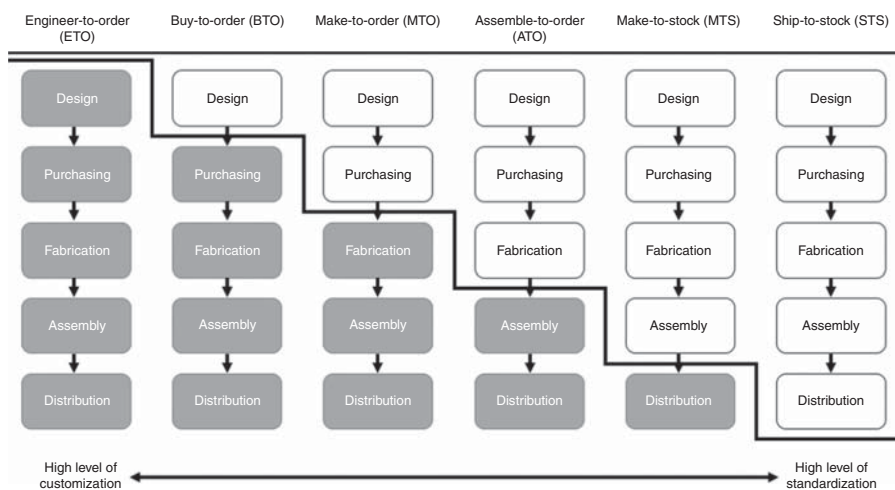 Engineer-to-order
(ETO)
Buy-to-order (BTO)
Make-to-order (MTO)
Assemble-to-order
(ATO)
Make-to-stock (MTS)
Ship-to-stock (STS)
Design
Design
Design
Design
Design
Design
Purchasing
Purchasing
Purchasing
Purchasing
Purchasing
Purchasing
Fabrication
Fabrication
Fabrication
Fabrication
Fabrication
Fabrication
Assembly
Assembly
Assembly
Assembly
Assembly
Assembly
Distribution
Distribution
Distribution
Distribution
Distribution
Distribution
High level of
customization
High level of
standardization